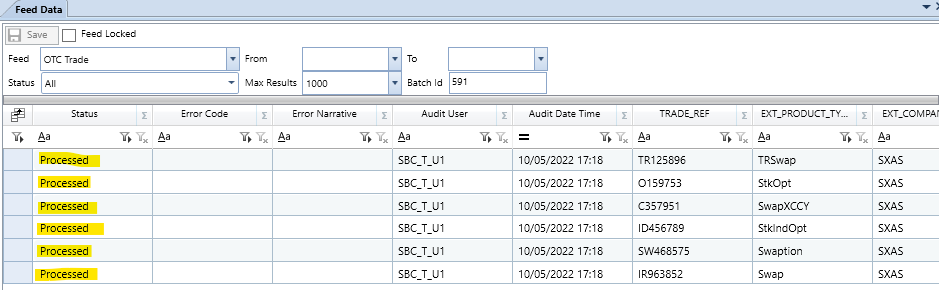 Feed Data
Save Feed Locked
Feed OTC Trade From To
Status All Max Results 1000 Batch Id 591
Status Σ Error Code Σ Error Narrative Σ Audit User Σ Audit Date Time Σ TRADE_REF Σ EXT_PRODUCT_TY... Σ EXT_COMPAN
Aa Aa Aa Aa = Aa Aa Aa
Processed SBC_T_U1 10/05/2022 17:18 TR125896 TRSwap SXAS
Processed SBC_T_U1 10/05/2022 17:18 O159753 StkOpt SXAS
Processed SBC_T_U1 10/05/2022 17:18 C357951 SwapXCCY SXAS
Processed SBC_T_U1 10/05/2022 17:18 ID456789 StkIndOpt SXAS
Processed SBC_T_U1 10/05/2022 17:18 SW468575 Swaption SXAS
Processed SBC_T_U1 10/05/2022 17:18 IR963852 Swap SXAS